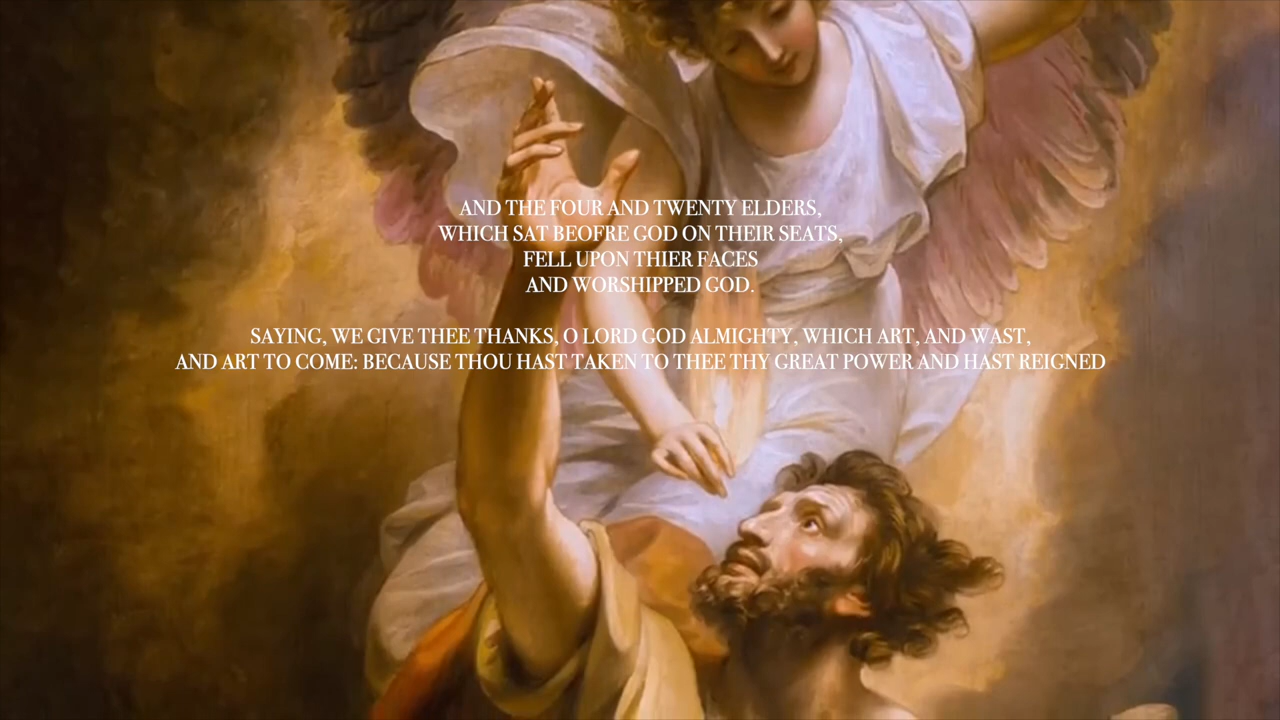 AND THE FOUR AND TWENTY ELDERS,
WHICH SAT BEOFRE GOD ON THEIR SEATS,
FELL UPON THIER FACES
AND WORSHIPPED GOD.
SAYING, WE GIVE THEE THANKS, O LORD GOD ALMIGHTY, WHICH ART, AND WAST,
AND ART TO COME: BECAUSE THOU HAST TAKEN TO THEE THY GREAT POWER AND HAST REIGNED